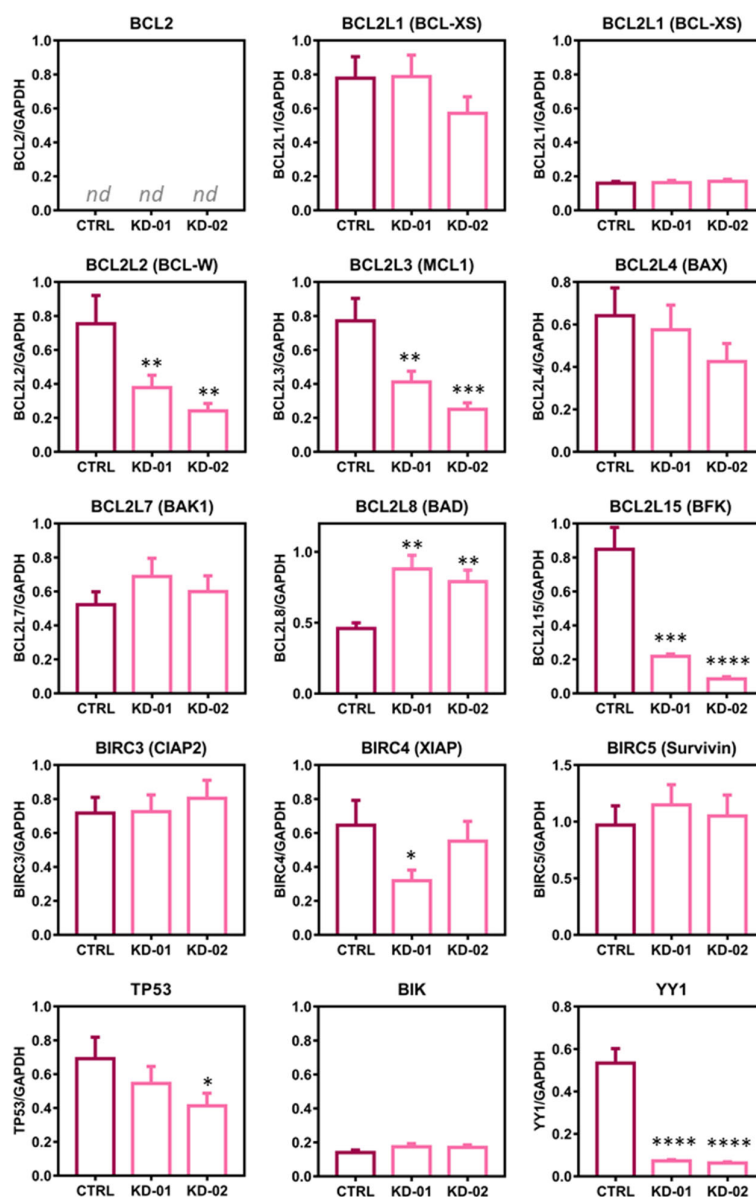 BCL2
BCL2L1 (BCL-XS)
BCL2L1 (BCL-XS)
BCL2/GAPDH
1.0
0.8
0.6
0.4
0.2
0.0
nd nd nd
CTRL KD-01 KD-02
BCL2L1/GAPDH
1.0
0.8
0.6
0.4
0.2
0.0
CTRL KD-01 KD-02
BCL2L1/GAPDH
1.0
0.8
0.6
0.4
0.2
0.0
CTRL KD-01 KD-02
BCL2L2 (BCL-W)
BCL2L3 (MCL1)
BCL2L4 (BAX)
BCL2L2/GAPDH
1.0
0.8
0.6
0.4
0.2
0.0
** **
CTRL KD-01 KD-02
BCL2L3/GAPDH
1.0
0.8
0.6
0.4
0.2
0.0
** ***
CTRL KD-01 KD-02
BCL2L4/GAPDH
0.8
0.6
0.4
0.2
0.0
CTRL KD-01 KD-02
BCL2L7 (BAK1)
BCL2L8 (BAD)
BCL2L15 (BFK)
BCL2L7/GAPDH
1.0
0.8
0.6
0.4
0.2
0.0
CTRL KD-01 KD-02
BCL2L8/GAPDH
1.0
0.5
0.0
** **
CTRL KD-01 KD-02
BCL2L15/GAPDH
1.0
0.8
0.6
0.4
0.2
0.0
*** ****
CTRL KD-01 KD-02
BIRC3 (CIAP2)
BIRC4 (XIAP)
BIRC5 (Survivin)
BIRC3/GAPDH
1.0
0.8
0.6
0.4
0.2
0.0
CTRL KD-01 KD-02
BIRC4/GAPDH
1.0
0.8
0.6
0.4
0.2
0.0
*
CTRL KD-01 KD-02
BIRC5/GAPDH
1.5
1.0
0.5
0.0
CTRL KD-01 KD-02
TP53
BIK
YY1
TP53/GAPDH
1.0
0.8
0.6
0.4
0.2
0.0
*
CTRL KD-01 KD-02
BIK/GAPDH
1.0
0.8
0.6
0.4
0.2
0.0
CTRL KD-01 KD-02
YY1/GAPDH
0.8
0.6
0.4
0.2
0.0
**** ****
CTRL KD-01 KD-02